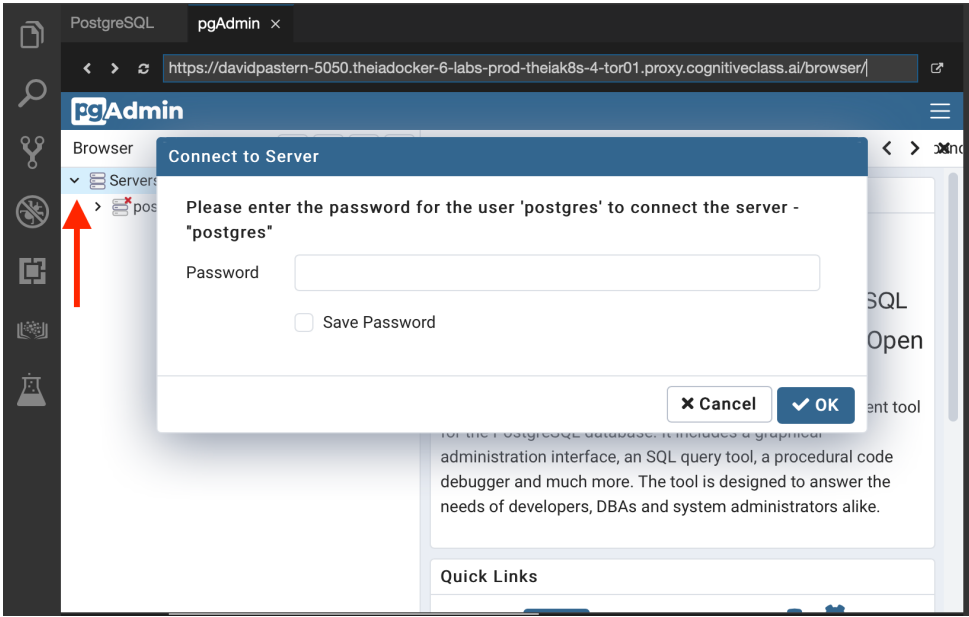 PostgreSQL
pgAdmin
https://davidpastern-5050.theiadocker-6-labs-prod-theiak8s-4-tor01.proxy.cognitiveclass.ai/browser/
pgAdmin
Browser
Connect to Server
Servers
pos
Please enter the password for the user 'postgres' to connect the server -
"postgres"
Password
Save Password
SQL
Open
Cancel
OK
ent tool
for the PostgreSQL database. It includes a graphical
administration interface, an SQL query tool, a procedural code
debugger and much more. The tool is designed to answer the
needs of developers, DBAs and system administrators alike.
Quick Links